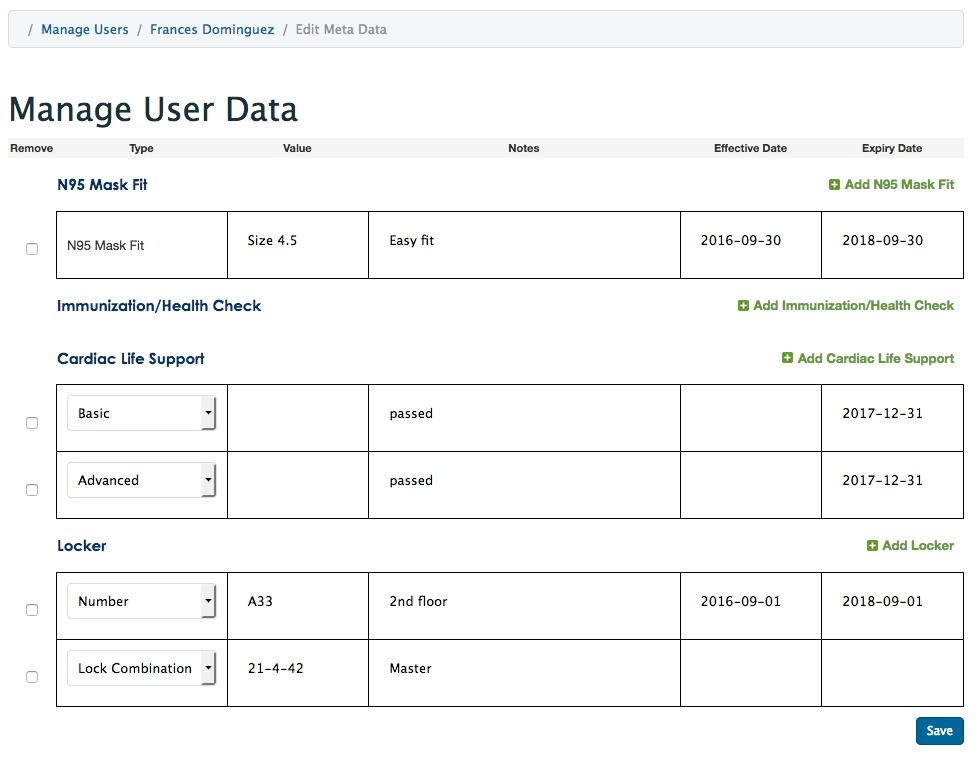 / Manage Users / Frances Dominguez / Edit Meta Data
Manage User Data
Remove Type Value Notes Effective Date Expiry Date
N95 Mask Fit Add N95 Mask Fit
N95 Mask Fit Size 4.5 Easy fit 2016-09-30 2018-09-30
Immunization/Health Check Add Immunization/Health Check
Cardiac Life Support Add Cardiac Life Support
Basic passed 2017-12-31
Advanced passed 2017-12-31
Locker Add Locker
Number A33 2nd floor 2016-09-01 2018-09-01
Lock Combination 21-4-42 Master
Save